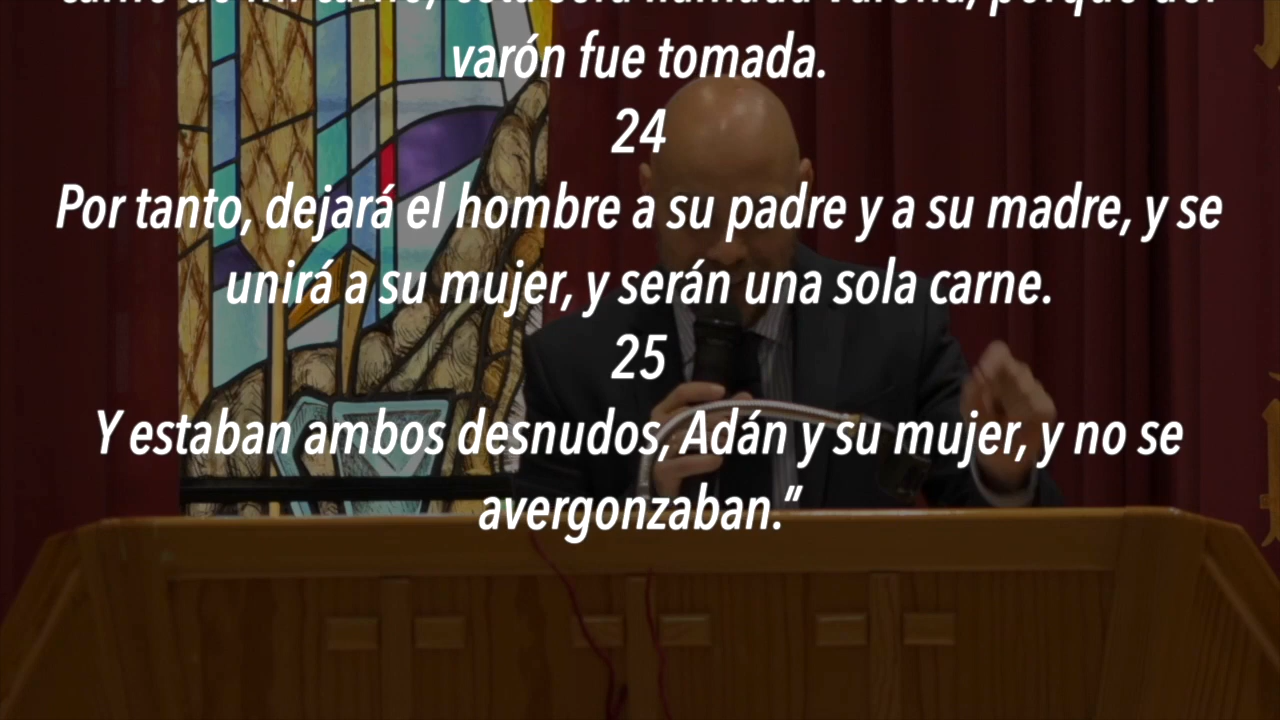 varón fue tomada.
24
Por tanto, dejará el hombre a su padre y a su madre, y se
unirá a su mujer, y serán una sola carne.
25
Y estaban ambos desnudos, Adán y su mujer, y no se
avergonzaban.”